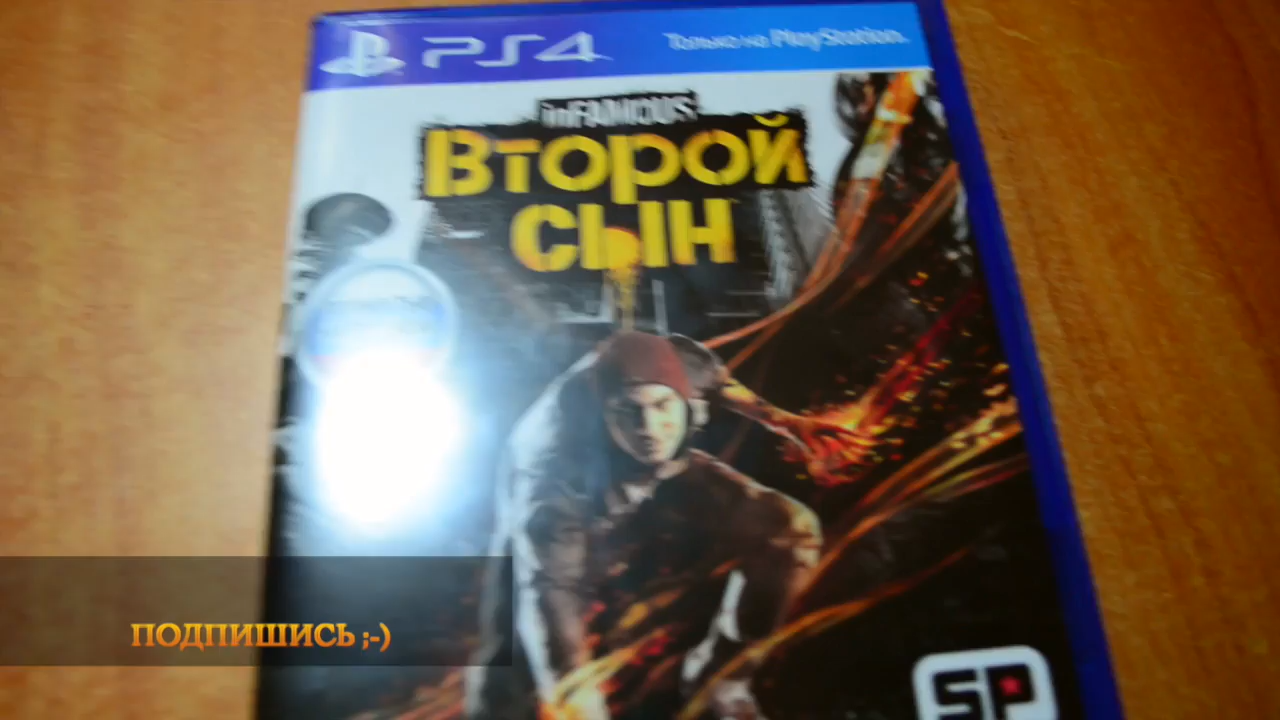 PS4
Только на PlayStation.
inFAMOUS
Второй
сын
ПОДПИШИСЬ ;-)
SP